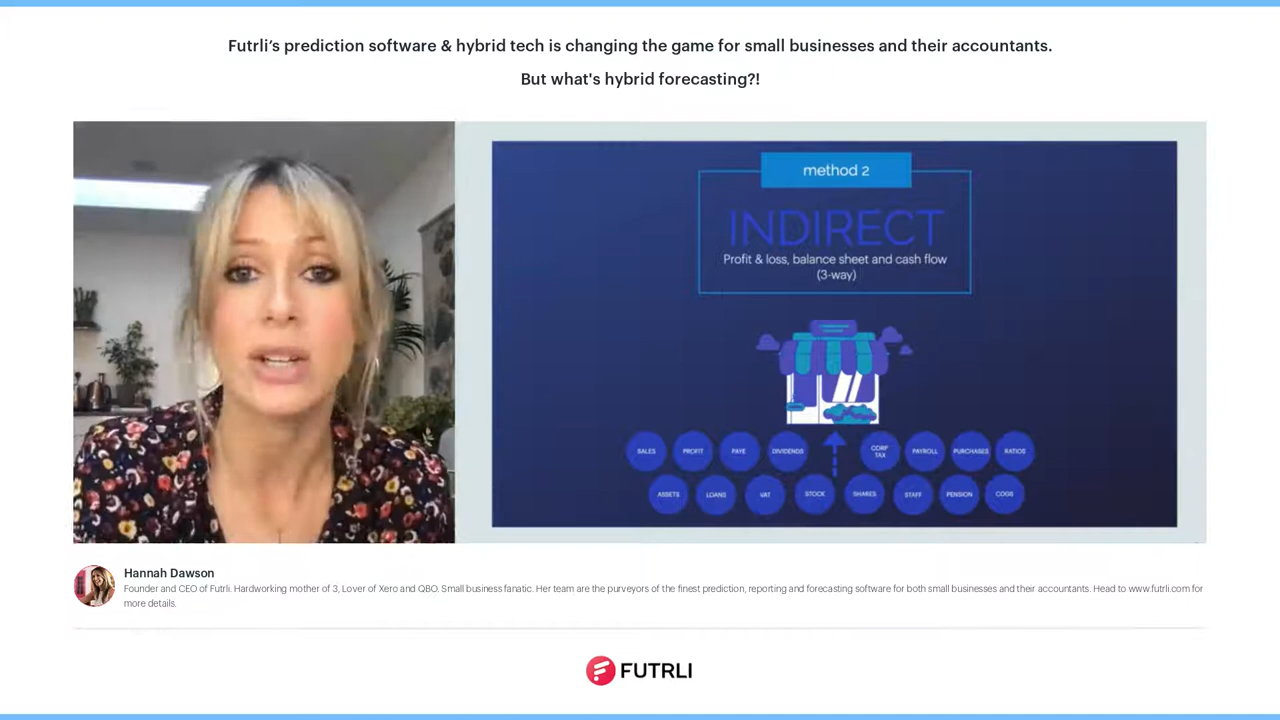 Futrli’s prediction software & hybrid tech is changing the game for small businesses and their accountants.
But what's hybrid forecasting?!
method 2
INDIRECT
Profit & loss, balance sheet and cash flow
(3-way)
SALES PROFIT PAYE DIVIDENDS CORP TAX PAYROLL PURCHASES RATIOS
ASSETS LOANS VAT STOCK SHARES STAFF PENSION COGS
Hannah Dawson
Founder and CEO of Futrli. Hardworking mother of 3, Lover of Xero and QBO. Small business fanatic. Her team are the purveyors of the finest prediction, reporting and forecasting software for both small businesses and their accountants. Head to www.futrli.com for
more details.
FUTRLI